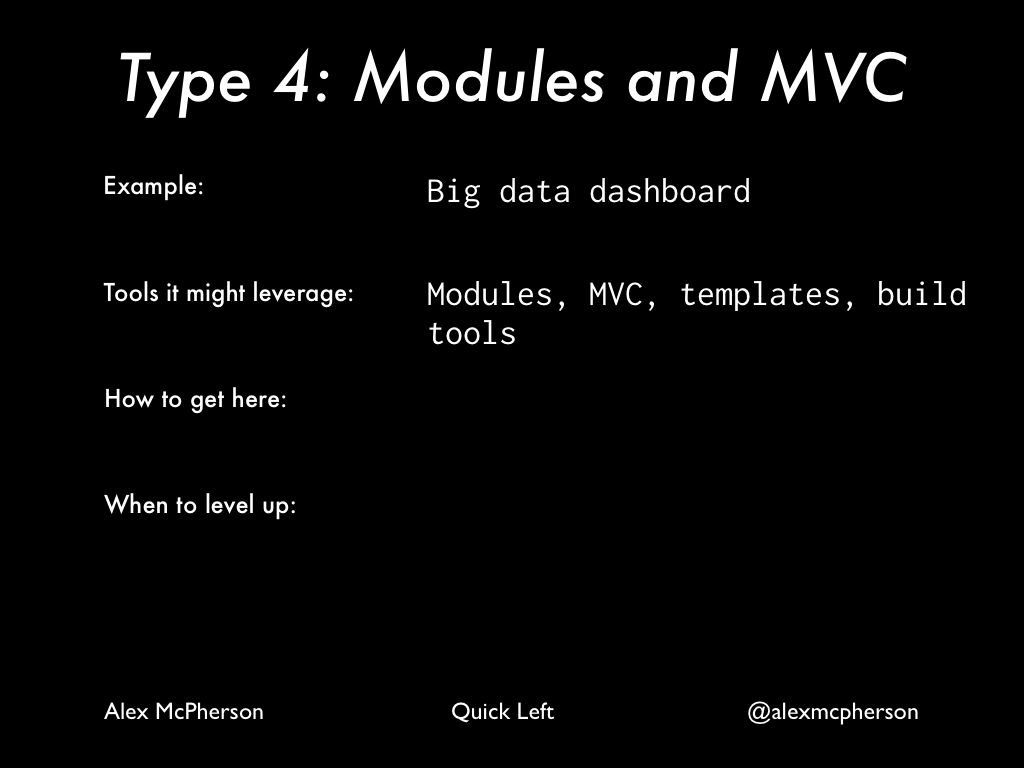 Type 4: Modules and MVC
Example:
Big data dashboard
Tools it might leverage:
Modules, MVC, templates, build
tools
How to get here:
When to level up:
Alex McPherson
Quick Left
@alexmcpherson